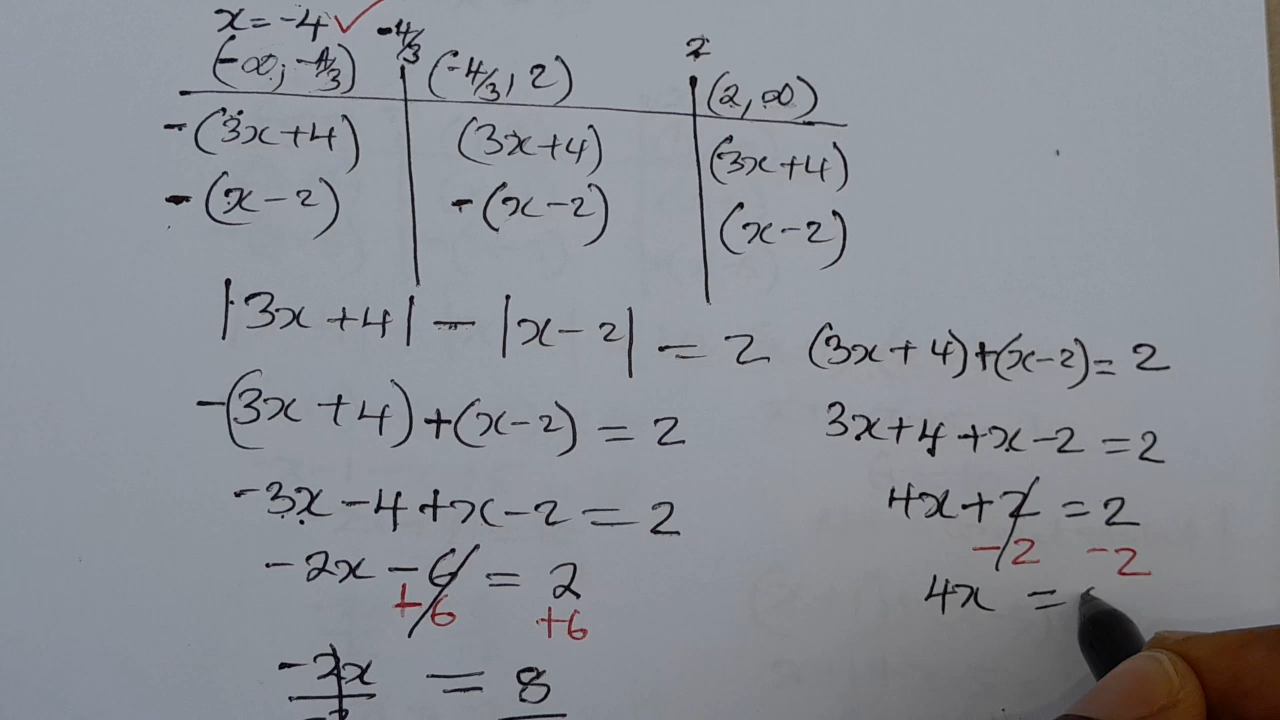 x = -4 ✓
-4/3 2
(-∞; -4/3) (-4/3, 2) (2, ∞)
-(3x+4) (3x+4) (3x+4)
-(x-2) -(x-2) (x-2)
|3x+4| - |x-2| = 2
-(3x+4)+(x-2) = 2
-3x-4+x-2 = 2
-2x-6 = 2
+6 +6
-2x = 8
(3x+4)+(x-2) = 2
3x+4+x-2 = 2
4x+2 = 2
-2 -2
4x =